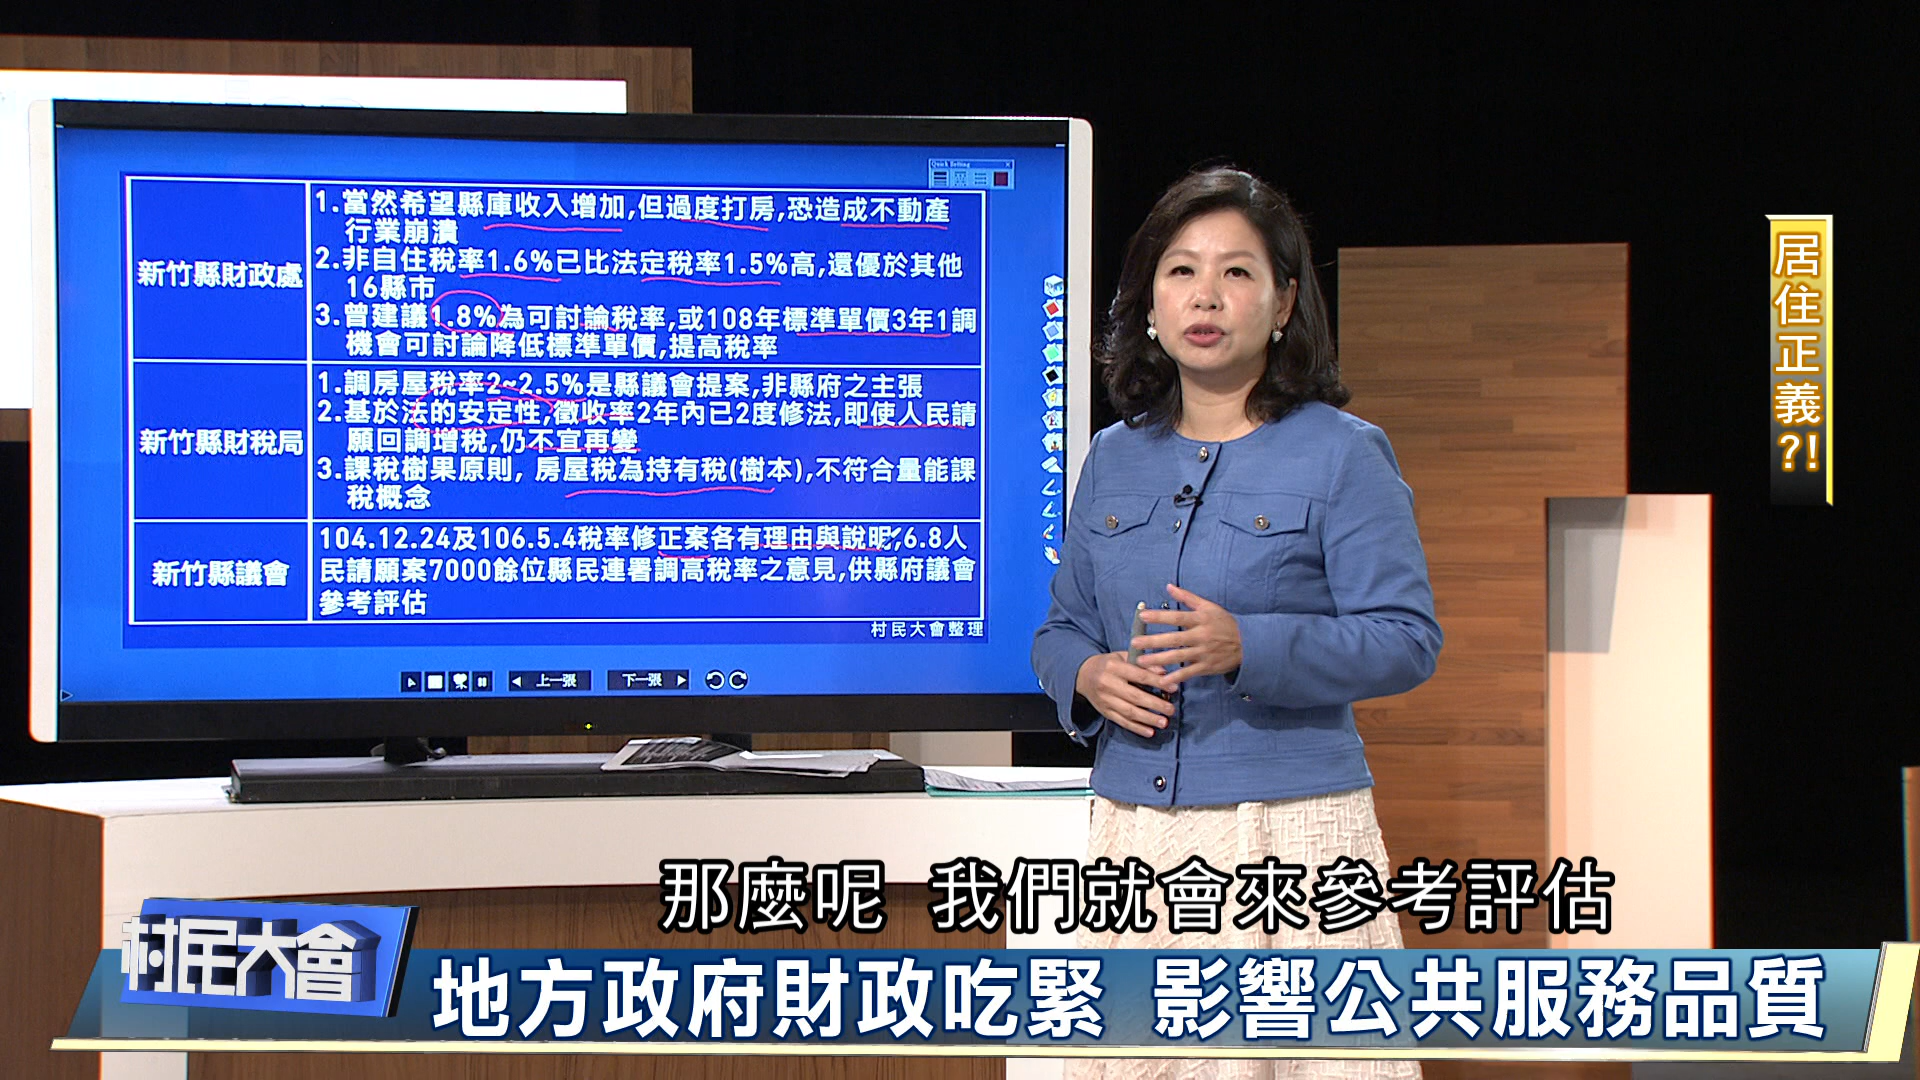 Quick Setting
新竹縣財政處
1.當然希望縣庫收入增加,但過度打房,恐造成不動產
行業崩潰
2.非自住稅率1.6%已比法定稅率1.5%高,還優於其他
16縣市
3.曾建議1.8%為可討論稅率,或108年標準單價3年1調
機會可討論降低標準單價,提高稅率
新竹縣財稅局
1.調房屋稅率2~2.5%是縣議會提案,非縣府之主張
2.基於法的安定性,徵收率2年內已2度修法,即使人民請
願回調增稅,仍不宜再變
3.課稅樹果原則, 房屋稅為持有稅(樹本),不符合量能課
稅概念
新竹縣議會
104.12.24及106.5.4稅率修正案各有理由與說明,6.8人
民請願案7000餘位縣民連署調高稅率之意見,供縣府議會
參考評估
村民大會整理
上一張
下一張
居住正義?!
那麼呢 我們就會來參考評估
村民大會
地方政府財政吃緊 影響公共服務品質